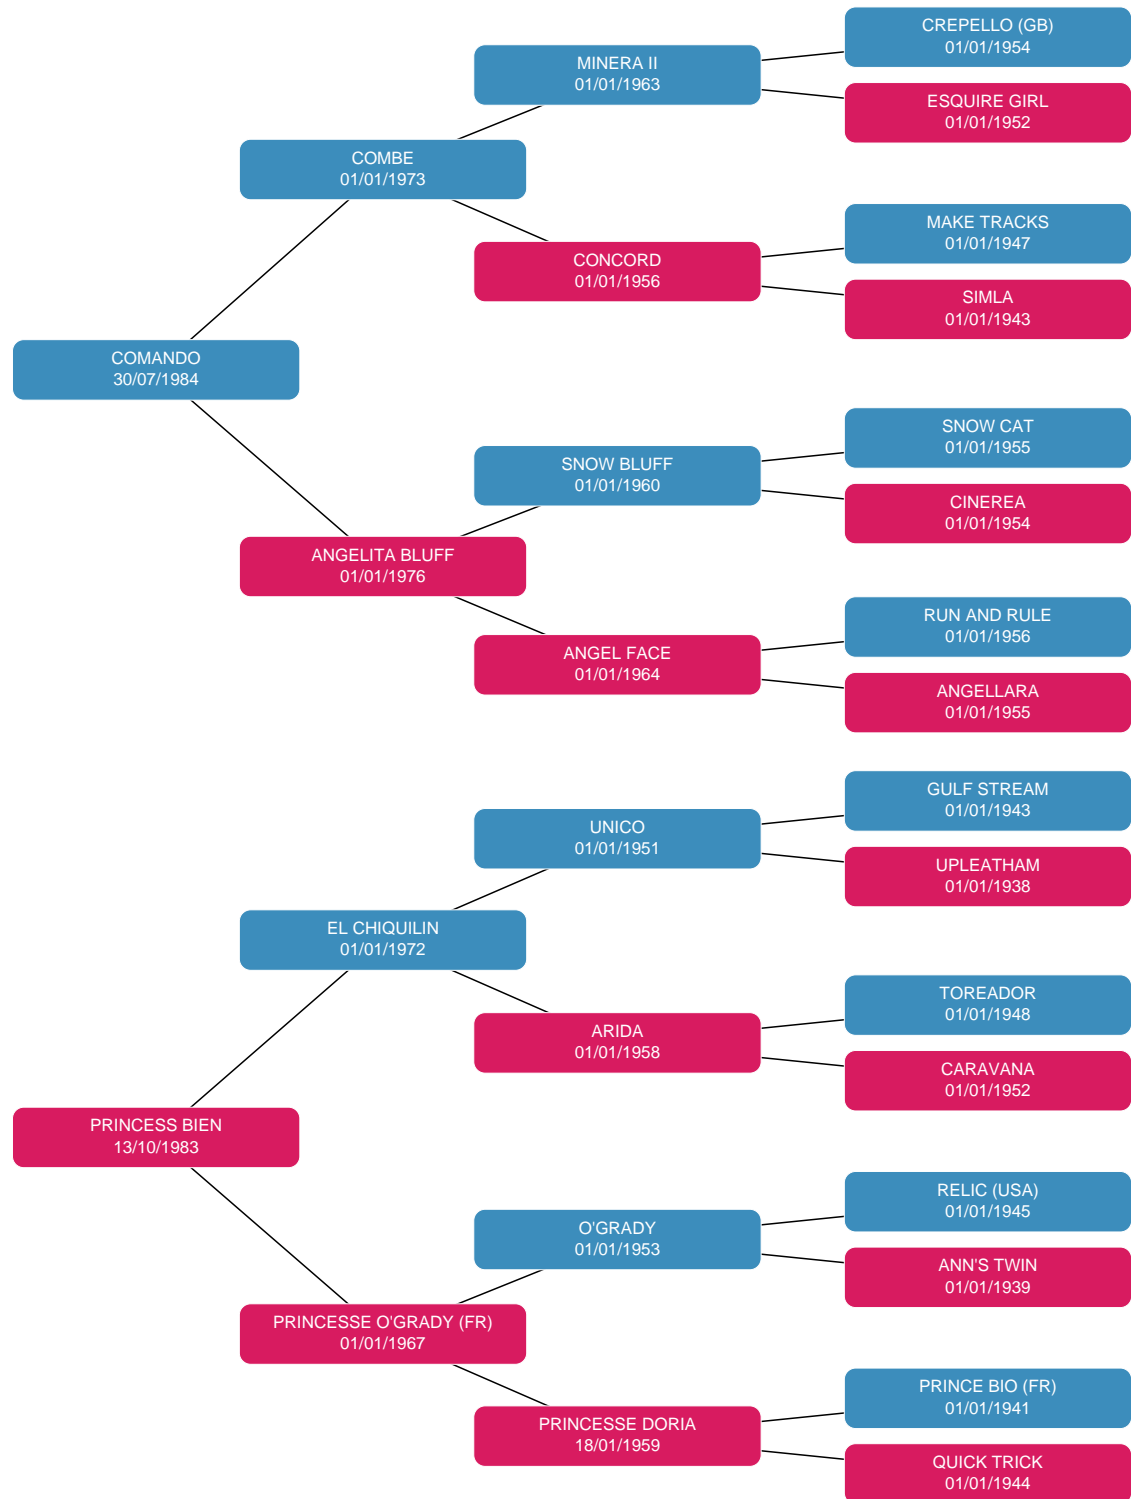 CREPELLO (GB)
01/01/1954
MINERA II
01/01/1963
ESQUIRE GIRL
01/01/1952
COMBE
01/01/1973
MAKE TRACKS
01/01/1947
CONCORD
01/01/1956
SIMLA
01/01/1943
COMANDO
30/07/1984
SNOW CAT
01/01/1955
SNOW BLUFF
01/01/1960
CINEREA
01/01/1954
ANGELITA BLUFF
01/01/1976
RUN AND RULE
01/01/1956
ANGEL FACE
01/01/1964
ANGELLARA
01/01/1955
GULF STREAM
01/01/1943
UNICO
01/01/1951
UPLEATHAM
01/01/1938
EL CHIQUILIN
01/01/1972
TOREADOR
01/01/1948
ARIDA
01/01/1958
CARAVANA
01/01/1952
PRINCESS BIEN
13/10/1983
RELIC (USA)
01/01/1945
O'GRADY
01/01/1953
ANN'S TWIN
01/01/1939
PRINCESSE O'GRADY (FR)
01/01/1967
PRINCE BIO (FR)
01/01/1941
PRINCESSE DORIA
18/01/1959
QUICK TRICK
01/01/1944